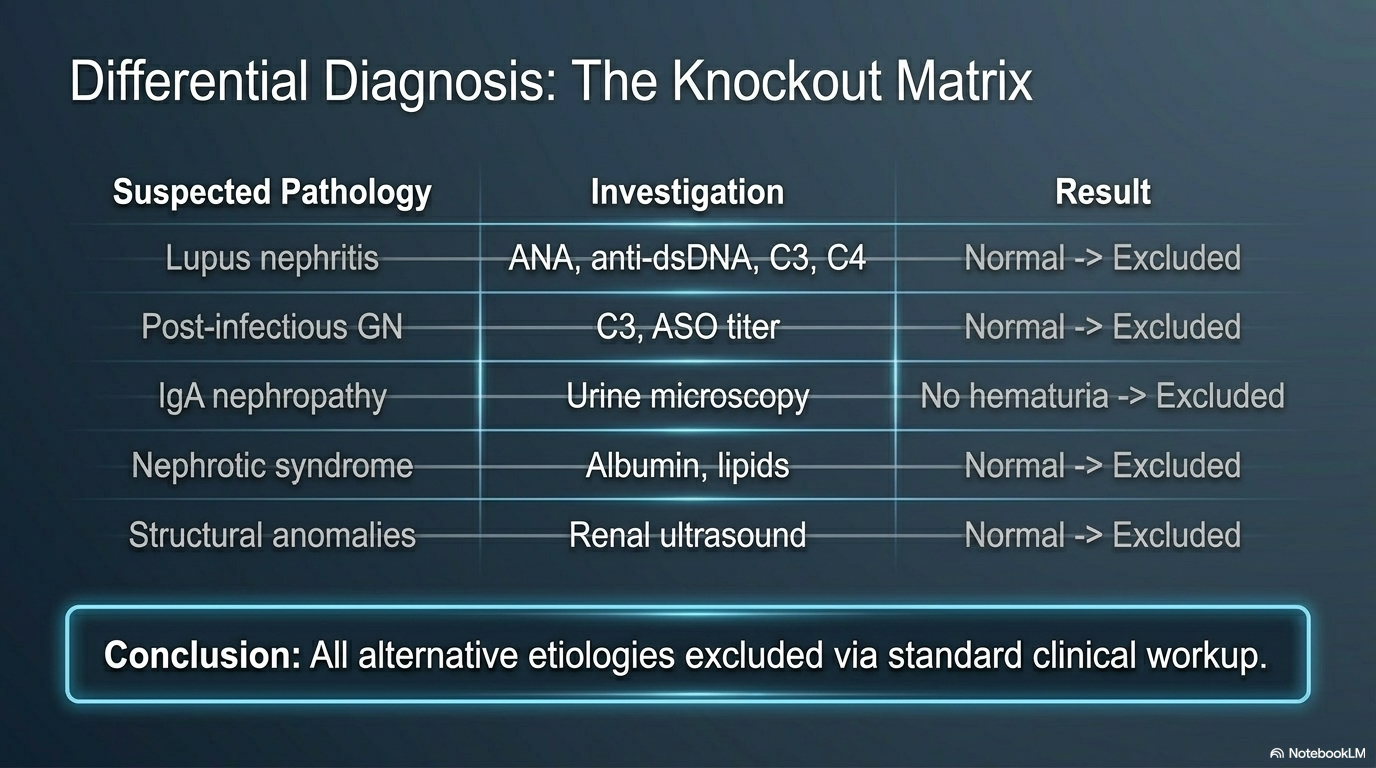 Differential Diagnosis: The Knockout Matrix
Suspected Pathology Investigation Result
Lupus nephritis ANA, anti-dsDNA, C3, C4 Normal -> Excluded
Post-infectious GN C3, ASO titer Normal -> Excluded
IgA nephropathy Urine microscopy No hematuria -> Excluded
Nephrotic syndrome Albumin, lipids Normal -> Excluded
Structural anomalies Renal ultrasound Normal -> Excluded
Conclusion: All alternative etiologies excluded via standard clinical workup.
NotebookLM